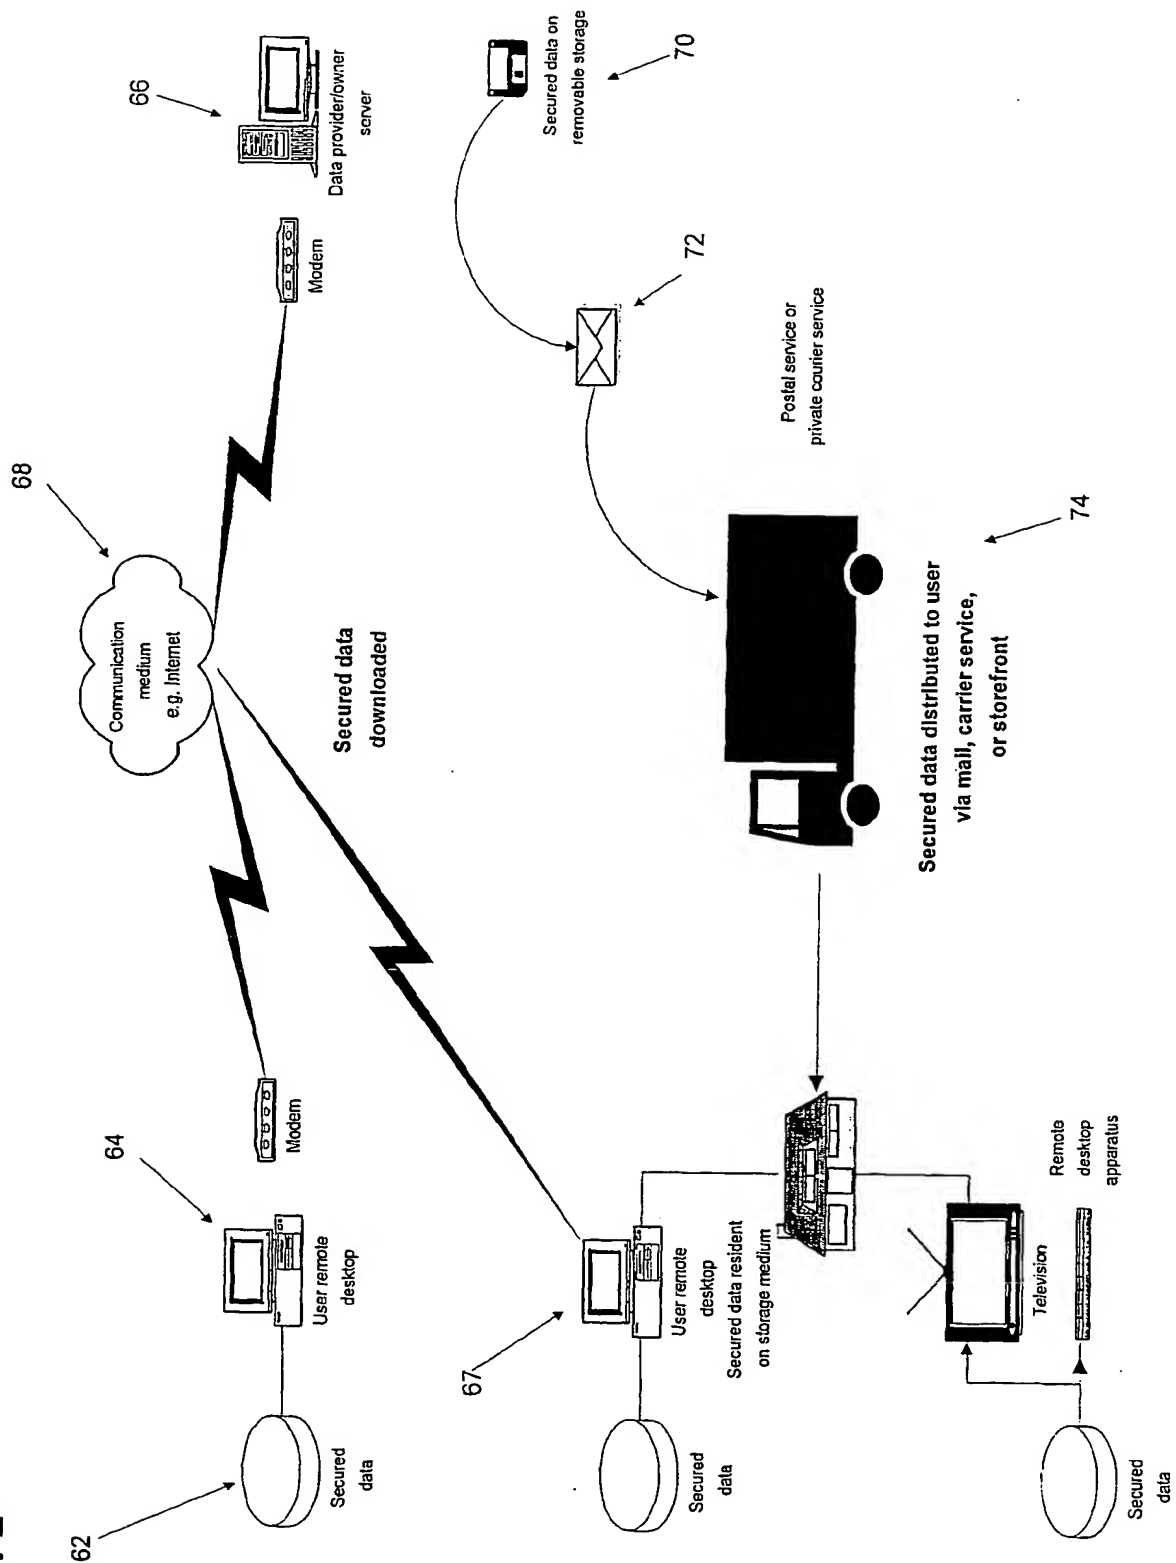 62
Secured
data
64
User remote
desktop
Modem
68
Communication
medium
e.g. Internet
Modem
66
Data provider/owner
server
Secured data
downloaded
67
Secured
data
User remote
desktop
Secured data resident
on storage medium
70
Secured data on
removable storage
72
Postal service or
private courier service
74
Secured data distributed to user
via mail, carrier service,
or storefront
Television
Remote
desktop
apparatus
Secured
data